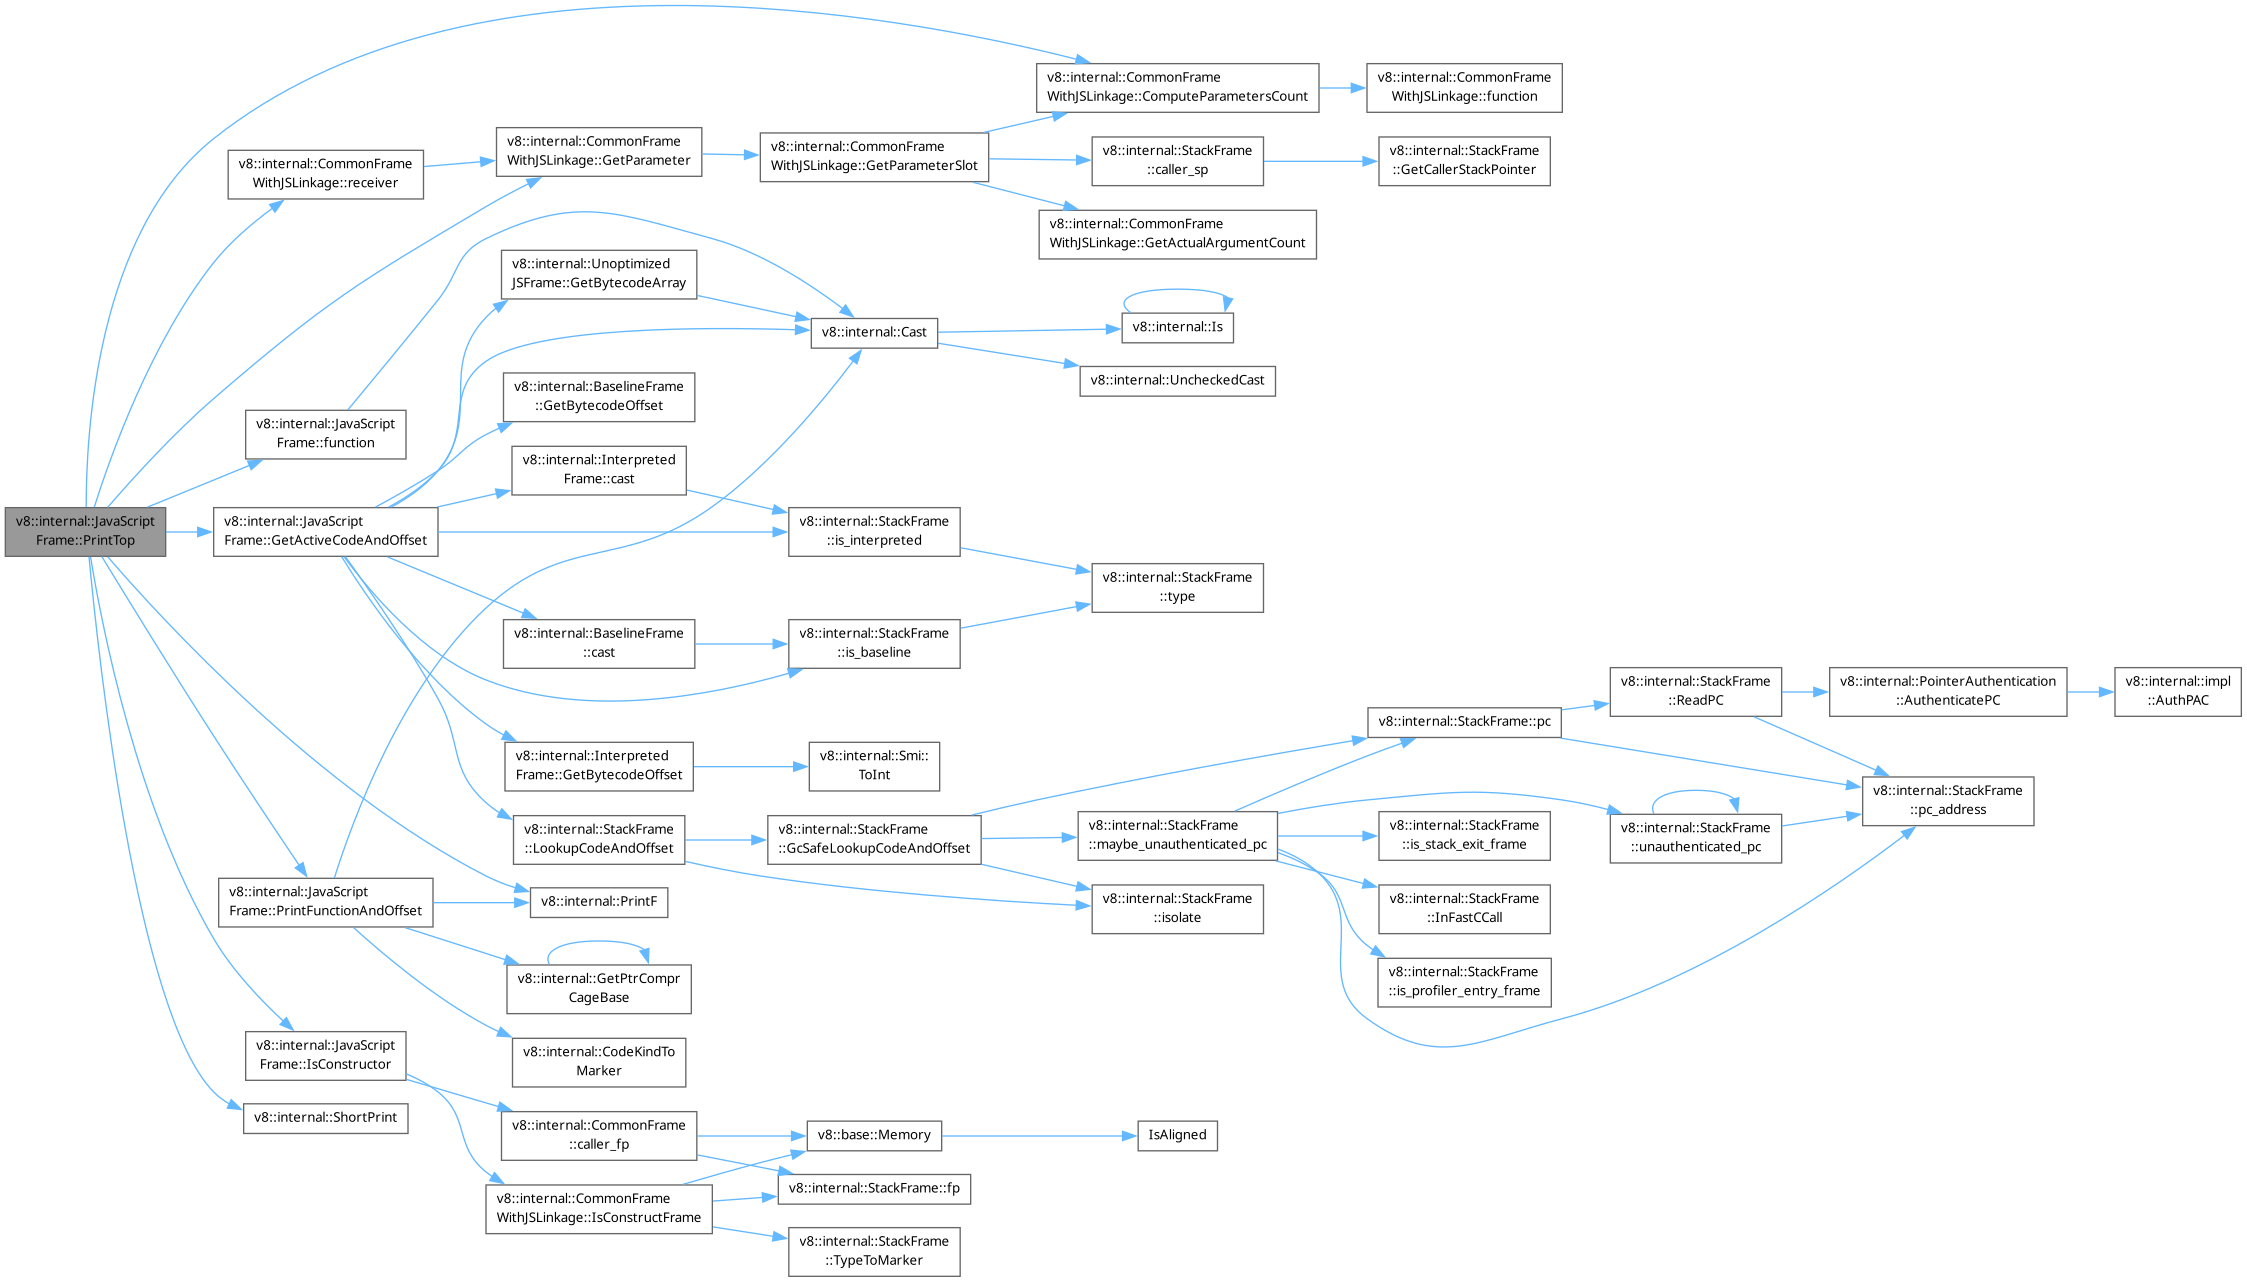 v8::internal::JavaScript
Frame::PrintTop
v8::internal::CommonFrame
WithJSLinkage::ComputeParametersCount
v8::internal::CommonFrame
WithJSLinkage::function
v8::internal::CommonFrame
WithJSLinkage::receiver
v8::internal::CommonFrame
WithJSLinkage::GetParameter
v8::internal::CommonFrame
WithJSLinkage::GetParameterSlot
v8::internal::StackFrame
::caller_sp
v8::internal::StackFrame
::GetCallerStackPointer
v8::internal::CommonFrame
WithJSLinkage::GetActualArgumentCount
v8::internal::Unoptimized
JSFrame::GetBytecodeArray
v8::internal::Cast
v8::internal::Is
v8::internal::UncheckedCast
v8::internal::BaselineFrame
::GetBytecodeOffset
v8::internal::JavaScript
Frame::function
v8::internal::Interpreted
Frame::cast
v8::internal::JavaScript
Frame::GetActiveCodeAndOffset
v8::internal::StackFrame
::is_interpreted
v8::internal::StackFrame
::type
v8::internal::BaselineFrame
::cast
v8::internal::StackFrame
::is_baseline
v8::internal::Interpreted
Frame::GetBytecodeOffset
v8::internal::Smi::
ToInt
v8::internal::StackFrame::pc
v8::internal::StackFrame
::ReadPC
v8::internal::PointerAuthentication
::AuthenticatePC
v8::internal::impl
::AuthPAC
v8::internal::StackFrame
::pc_address
v8::internal::StackFrame
::LookupCodeAndOffset
v8::internal::StackFrame
::GcSafeLookupCodeAndOffset
v8::internal::StackFrame
::maybe_unauthenticated_pc
v8::internal::StackFrame
::is_stack_exit_frame
v8::internal::StackFrame
::unauthenticated_pc
v8::internal::StackFrame
::isolate
v8::internal::StackFrame
::InFastCCall
v8::internal::StackFrame
::is_profiler_entry_frame
v8::internal::JavaScript
Frame::PrintFunctionAndOffset
v8::internal::PrintF
v8::internal::GetPtrCompr
CageBase
v8::internal::CodeKindTo
Marker
v8::internal::JavaScript
Frame::IsConstructor
v8::internal::ShortPrint
v8::internal::CommonFrame
::caller_fp
v8::base::Memory
IsAligned
v8::internal::CommonFrame
WithJSLinkage::IsConstructFrame
v8::internal::StackFrame::fp
v8::internal::StackFrame
::TypeToMarker